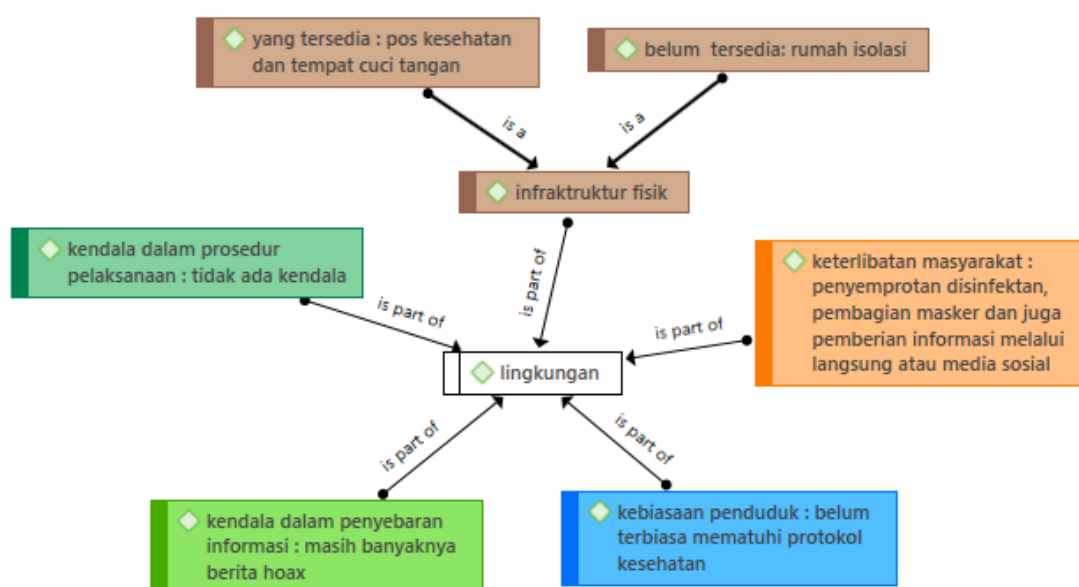 yang tersedia : pos kesehatan
dan tempat cuci tangan
belum  tersedia: rumah isolasi
is a
is a
infraktruktur fisik
kendala dalam prosedur
pelaksanaan : tidak ada kendala
keterlibatan masyarakat :
penyemprotan disinfektan,
pembagian masker dan juga
pemberian informasi melalui
langsung atau media sosial
is part of
is part of
is part of
lingkungan
is part of
is part of
kendala dalam penyebaran
informasi : masih banyaknya
berita hoax
kebiasaan penduduk : belum
terbiasa mematuhi protokol
kesehatan